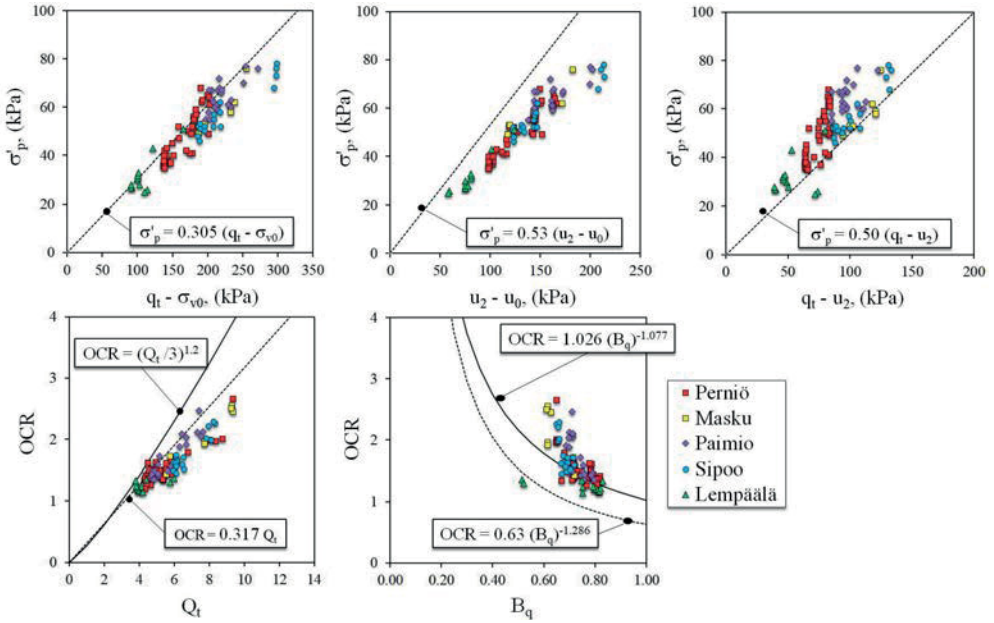 100
80
60
40
20
0
σ'p, (kPa)
σ'p = 0.305 (qt - σv0)
0 50 100 150 200 250 300 350
qt - σv0, (kPa)
100
80
60
40
20
0
σ'p, (kPa)
σ'p = 0.53 (u2 - u0)
0 50 100 150 200 250
u2 - u0, (kPa)
100
80
60
40
20
0
σ'p, (kPa)
σ'p = 0.50 (qt - u2)
0 50 100 150 200
qt - u2, (kPa)
4
3
2
1
0
OCR
OCR = (Qt /3)^1.2
OCR = 0.317 Qt
0 2 4 6 8 10 12 14
Qt
4
3
2
1
0
OCR
OCR = 1.026 (Bq)^-1.077
OCR = 0.63 (Bq)^-1.286
0.00 0.20 0.40 0.60 0.80 1.00
Bq
Perniö
Masku
Paimio
Sipoo
Lempäälä